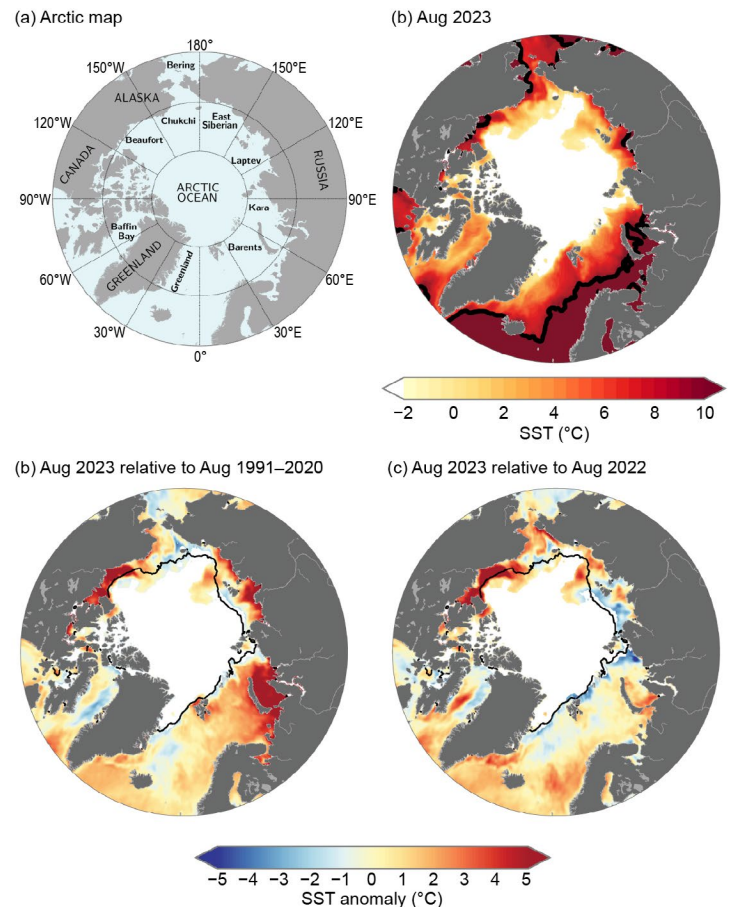 (a) Arctic map
(b) Aug 2023
180°
150°W
150°E
Bering
ALASKA
120°W
120°E
Chukchi
East
Siberian
Beaufort
CANADA
Laptev
RUSSIA
90°W
ARCTIC
OCEAN
90°E
Kara
Baffin
Bay
GREENLAND
Greenland
Barents
60°W
60°E
30°W
30°E
0°
−2 0 2 4 6 8 10
SST (°C)
(b) Aug 2023 relative to Aug 1991–2020
(c) Aug 2023 relative to Aug 2022
−5 −4 −3 −2 −1 0 1 2 3 4 5
SST anomaly (°C)